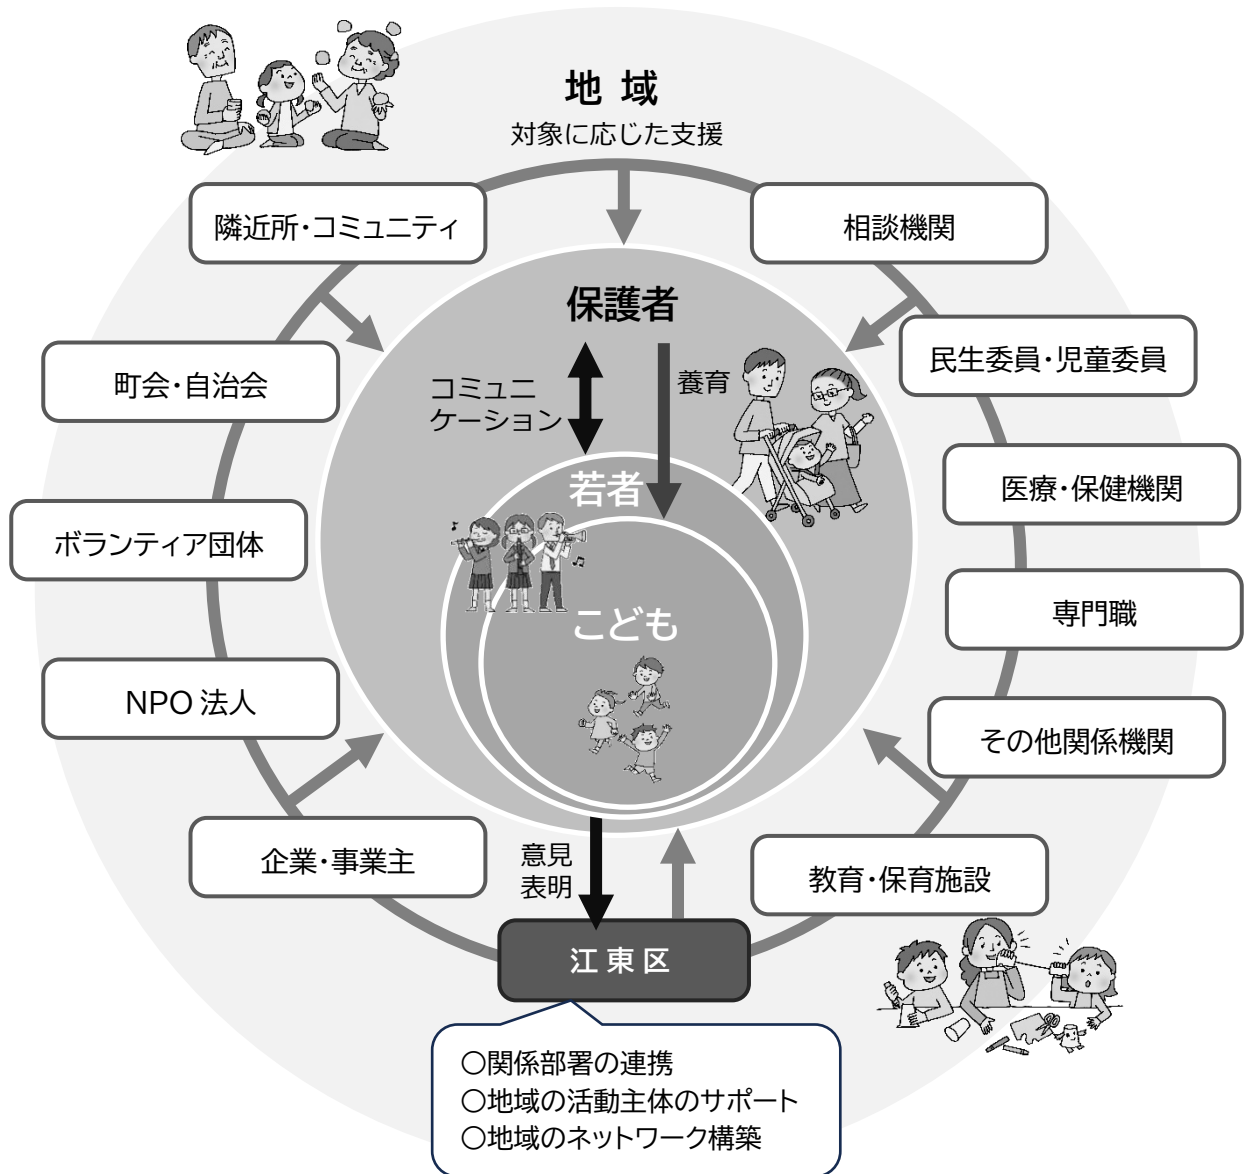 地 域
対象に応じた支援
隣近所・コミュニティ
相談機関
保護者
民生委員・児童委員
町会・自治会
コミュニ
ケーション
養育
若者
医療・保健機関
ボランティア団体
専門職
こども
NPO 法人
その他関係機関
企業・事業主
意見
表明
教育・保育施設
江東区
○関係部署の連携
○地域の活動主体のサポート
○地域のネットワーク構築